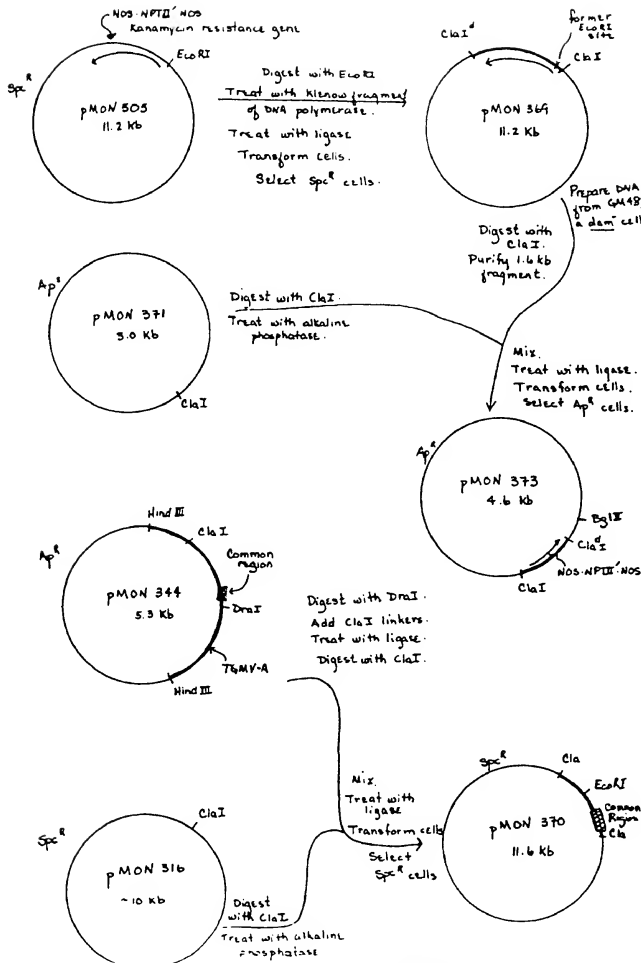 NOS·NPTII'·NOS
Kanamycin resistance gene
EcoRI
Spc^R
pMON 505
11.2 Kb
Digest with EcoRI
Treat with Klenow fragment
of DNA polymerase.
Treat with ligase
Transform cells.
Select Spc^R cells.
ClaI^d
former
EcoRI
site
ClaI
pMON 369
11.2 Kb
Prepare DNA
from GM48,
a dam^- cell
Digest with
ClaI.
Purify 1.6 kb
fragment.
Ap^R
pMON 371
3.0 Kb
ClaI
Digest with ClaI.
Treat with alkaline
phosphatase.
Mix.
Treat with ligase.
Transform cells.
Select Ap^R cells.
Ap^R
pMON 373
4.6 Kb
BglII
ClaI^d
NOS·NPTII'·NOS
ClaI
Hind III
ClaI
Common
region
DraI
Ap^R
pMON 344
5.3 Kb
TGMV-A
Hind III
Digest with DraI.
Add ClaI linkers.
Treat with ligase.
Digest with ClaI.
ClaI
Spc^R
pMON 316
~10 Kb
Digest
with ClaI
Treat with alkaline
phosphatase
Mix.
Treat with
ligase
Transform cells
Select
Spc^R cells
Spc^R
Cla
EcoRI
Common
Region
Cla
pMON 370
11.6 Kb